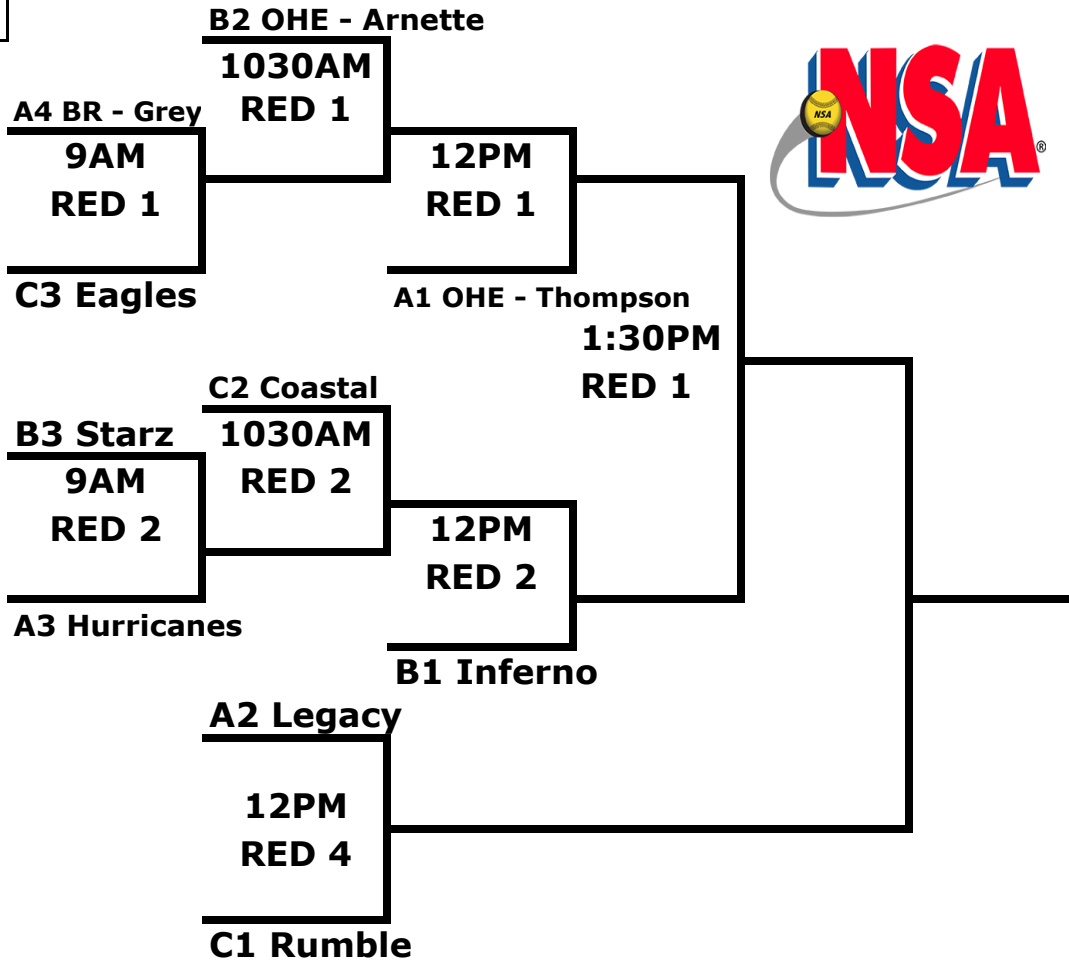 B2 OHE - Arnette
1030AM
RED 1
A4 BR - Grey
9AM
RED 1
12PM
RED 1
C3 Eagles
A1 OHE - Thompson
1:30PM
RED 1
C2 Coastal
B3 Starz
1030AM
RED 2
9AM
RED 2
12PM
RED 2
A3 Hurricanes
B1 Inferno
A2 Legacy
12PM
RED 4
C1 Rumble
NSA
NSA
®